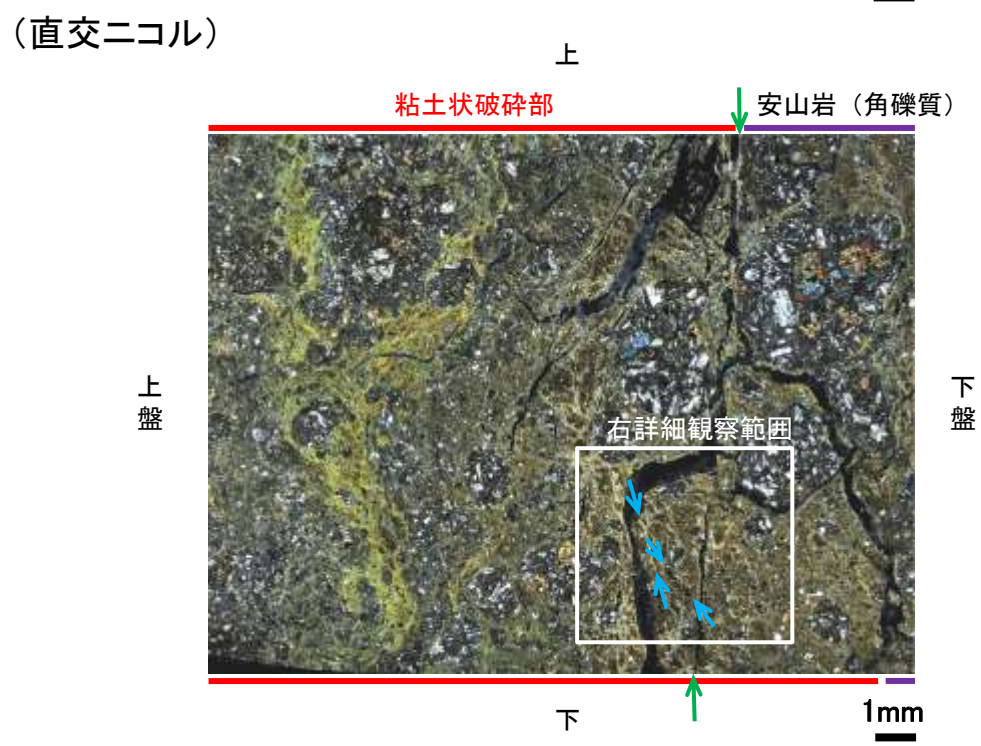 (直交ニコル)
上
粘土状破砕部
安山岩(角礫質)
上盤
下盤
右詳細観察範囲
下
1mm